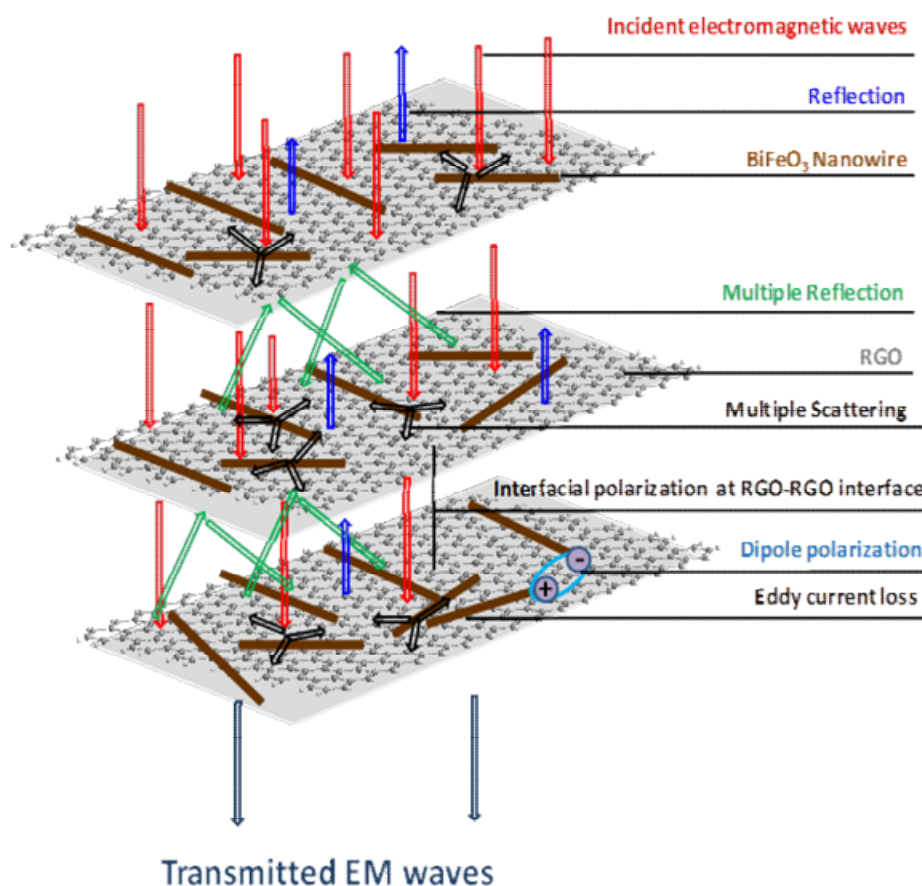 Incident electromagnetic waves
Reflection
BiFeO₃ Nanowire
Multiple Reflection
RGO
Multiple Scattering
Interfacial polarization at RGO-RGO interface
Dipole polarization
-
+
Eddy current loss
Transmitted EM waves